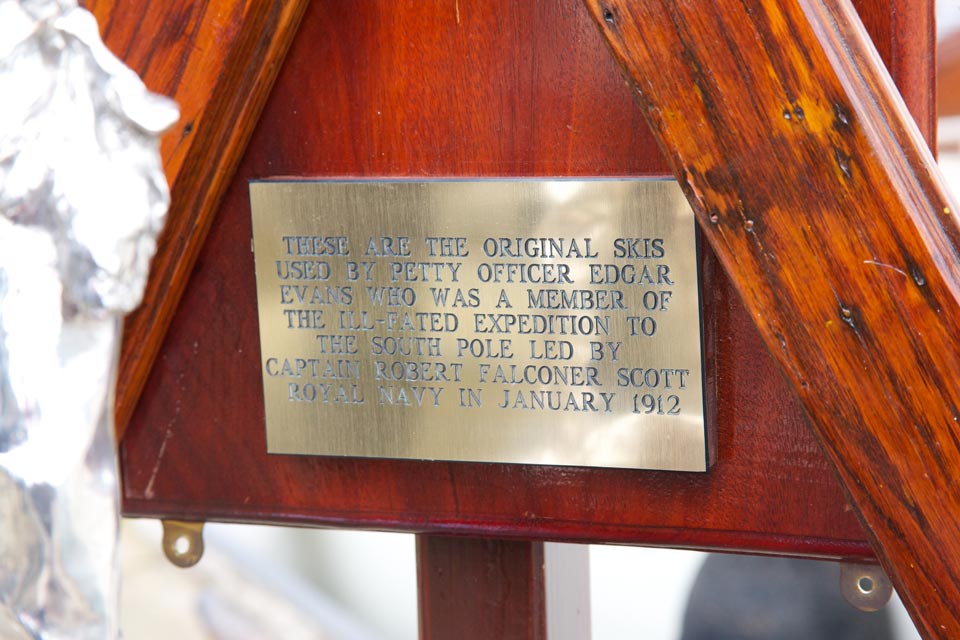 THESE ARE THE ORIGINAL SKIS
USED BY PETTY OFFICER EDGAR
EVANS WHO WAS A MEMBER OF
THE ILL-FATED EXPEDITION TO
THE SOUTH POLE LED BY
CAPTAIN ROBERT FALCONER SCOTT
ROYAL NAVY IN JANUARY 1912